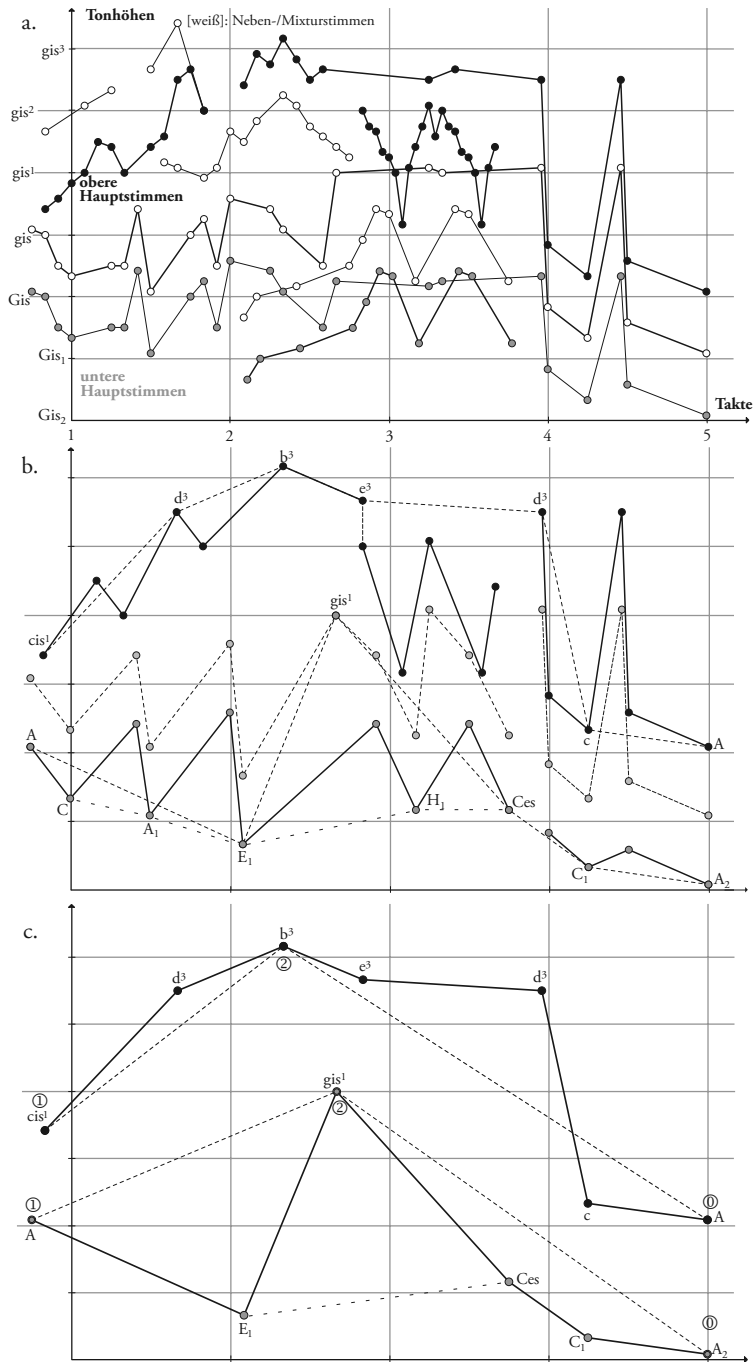 a.
Tonhöhen
[weiß]: Neben-/Mixturstimmen
gis³
gis²
gis¹
obere
Hauptstimmen
gis
Gis
Gis₁
untere
Hauptstimmen
Gis₂
Takte
1 2 3 4 5
b.
b³
d³
e³
d³
cis¹
gis¹
A
c
A
C
A₁
H₁
Ces
E₁
C₁
A₂
c.
b³
②
d³
e³
d³
①
cis¹
gis¹
②
①
A
⓪
c
A
Ces
E₁
⓪
C₁
A₂